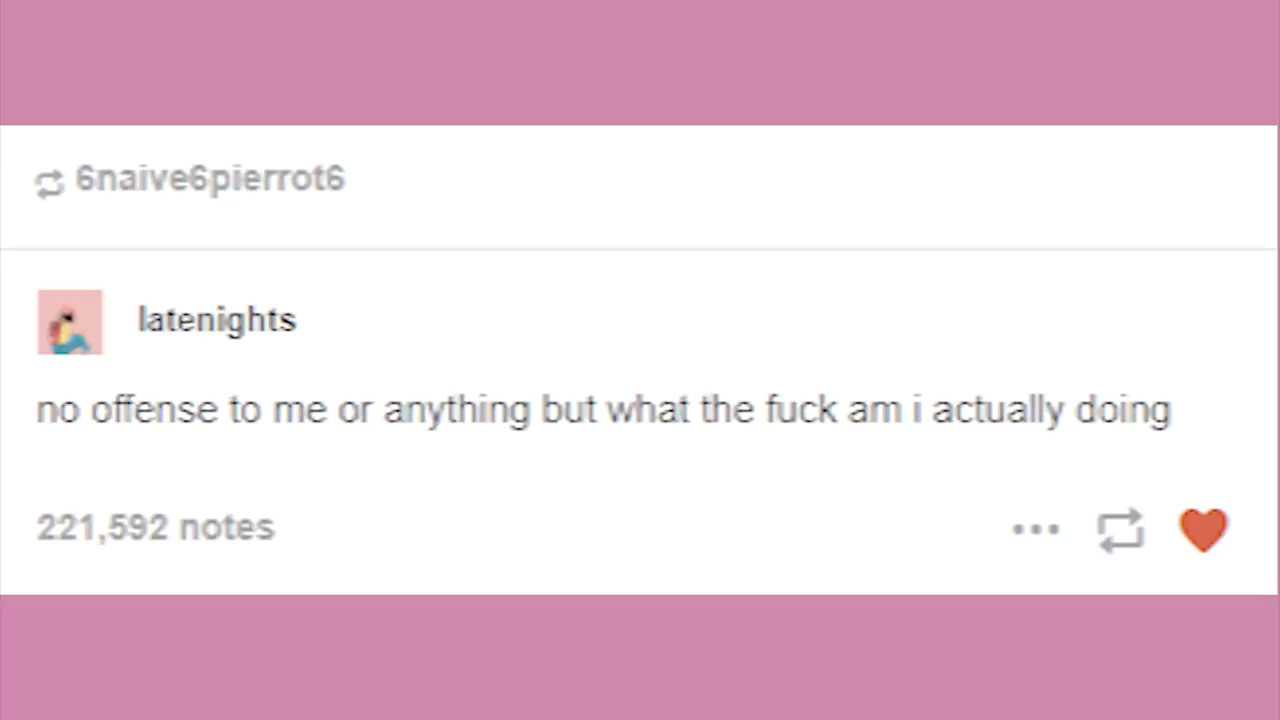 6naive6pierrot6
latenights
no offense to me or anything but what the fuck am i actually doing
221,592 notes